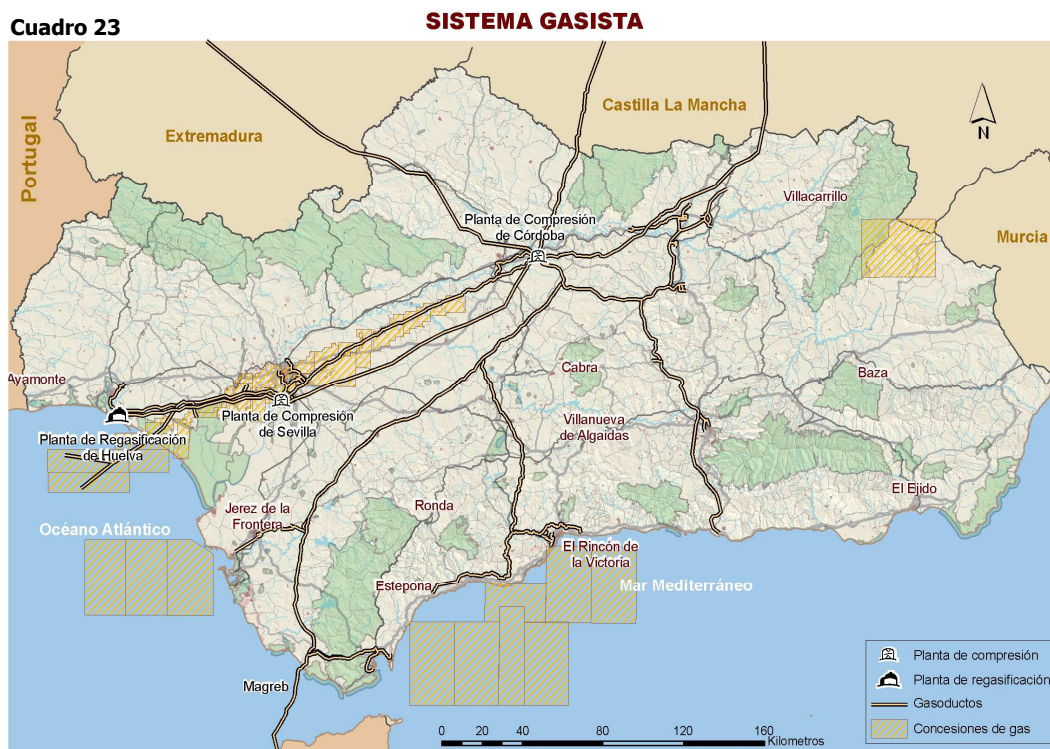 Cuadro 23
SISTEMA GASISTA
Portugal
Extremadura
Castilla La Mancha
N
Murcia
Villacarrillo
Planta de Compresión
de Córdoba
Ayamonte
Cabra
Baza
Planta de Compresión
de Sevilla
Villanueva
de Algaidas
Planta de Regasificación
de Huelva
El Ejido
Jerez de la
Frontera
Ronda
Océano Atlántico
El Rincón de
la Victoria
Estepona
Mar Mediterráneo
Magreb
Planta de compresión
Planta de regasificación
Gasoductos
Concesiones de gas
0 20 40 80 120 160
Kilometros